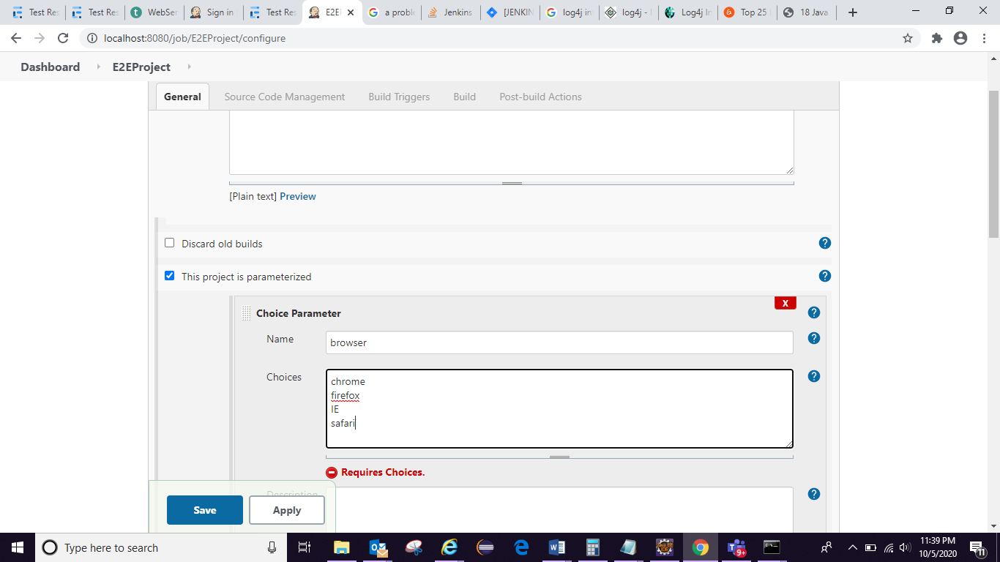 Test Res
Test Res
WebSer
Sign in
Test Res
E2EI
a proble
Jenkins
[JENKIN
log4j in
log4j -
Log4j In
Top 25
18 Java
localhost:8080/job/E2EProject/configure
Dashboard
E2EProject
General
Source Code Management
Build Triggers
Build
Post-build Actions
[Plain text] Preview
Discard old builds
?
This project is parameterized
?
X
Choice Parameter
?
Name
browser
?
Choices
chrome
firefox
IE
safari
?
Requires Choices.
Description
?
Save
Apply
Type here to search
9+
11:39 PM
10/5/2020
11